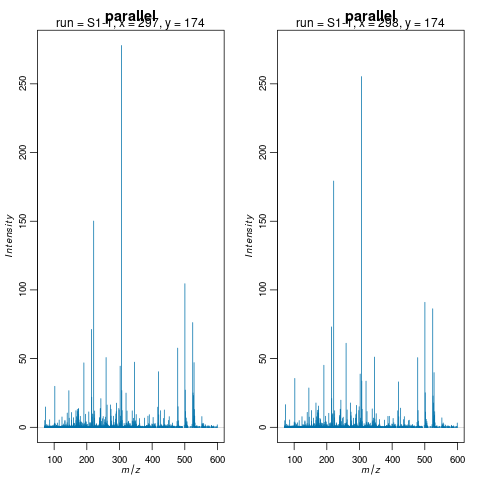 parallel
run = S1-1, x = 297, y = 174
Intensity
250
200
150
100
50
0
100 200 300 400 500 600
m/z
parallel
run = S1-1, x = 298, y = 174
Intensity
250
200
150
100
50
0
100 200 300 400 500 600
m/z